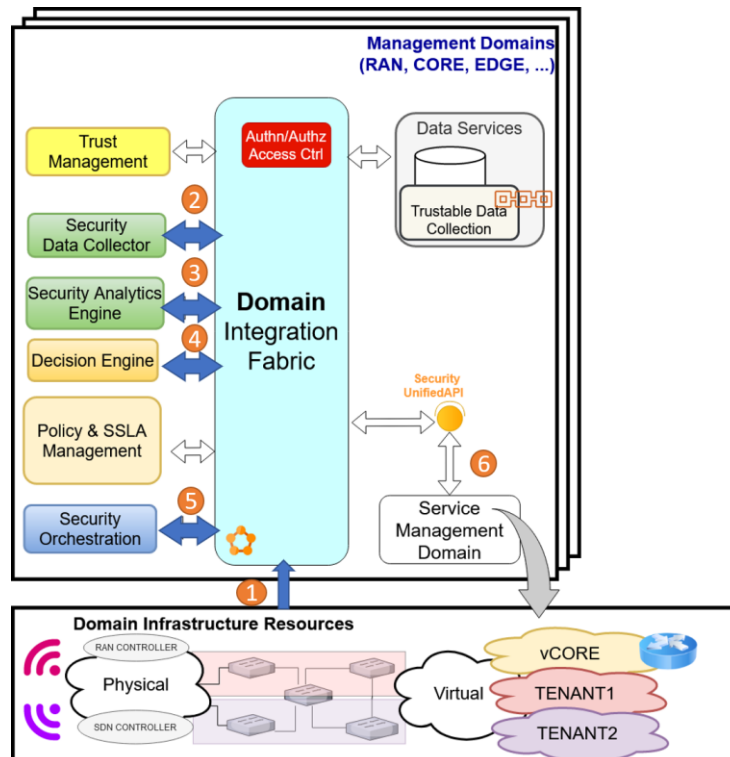 Management Domains
(RAN, CORE, EDGE, ...)
Trust
Management
Authn/Authz
Access Ctrl
Data Services
Trustable Data
Collection
2
Security
Data Collector
3
Security Analytics
Engine
Domain
Integration
Fabric
4
Decision Engine
Security
UnifiedAPI
Policy & SSLA
Management
6
5
Security
Orchestration
Service
Management
Domain
1
Domain Infrastructure Resources
RAN CONTROLLER
Physical
SDN CONTROLLER
Virtual
vCORE
TENANT1
TENANT2